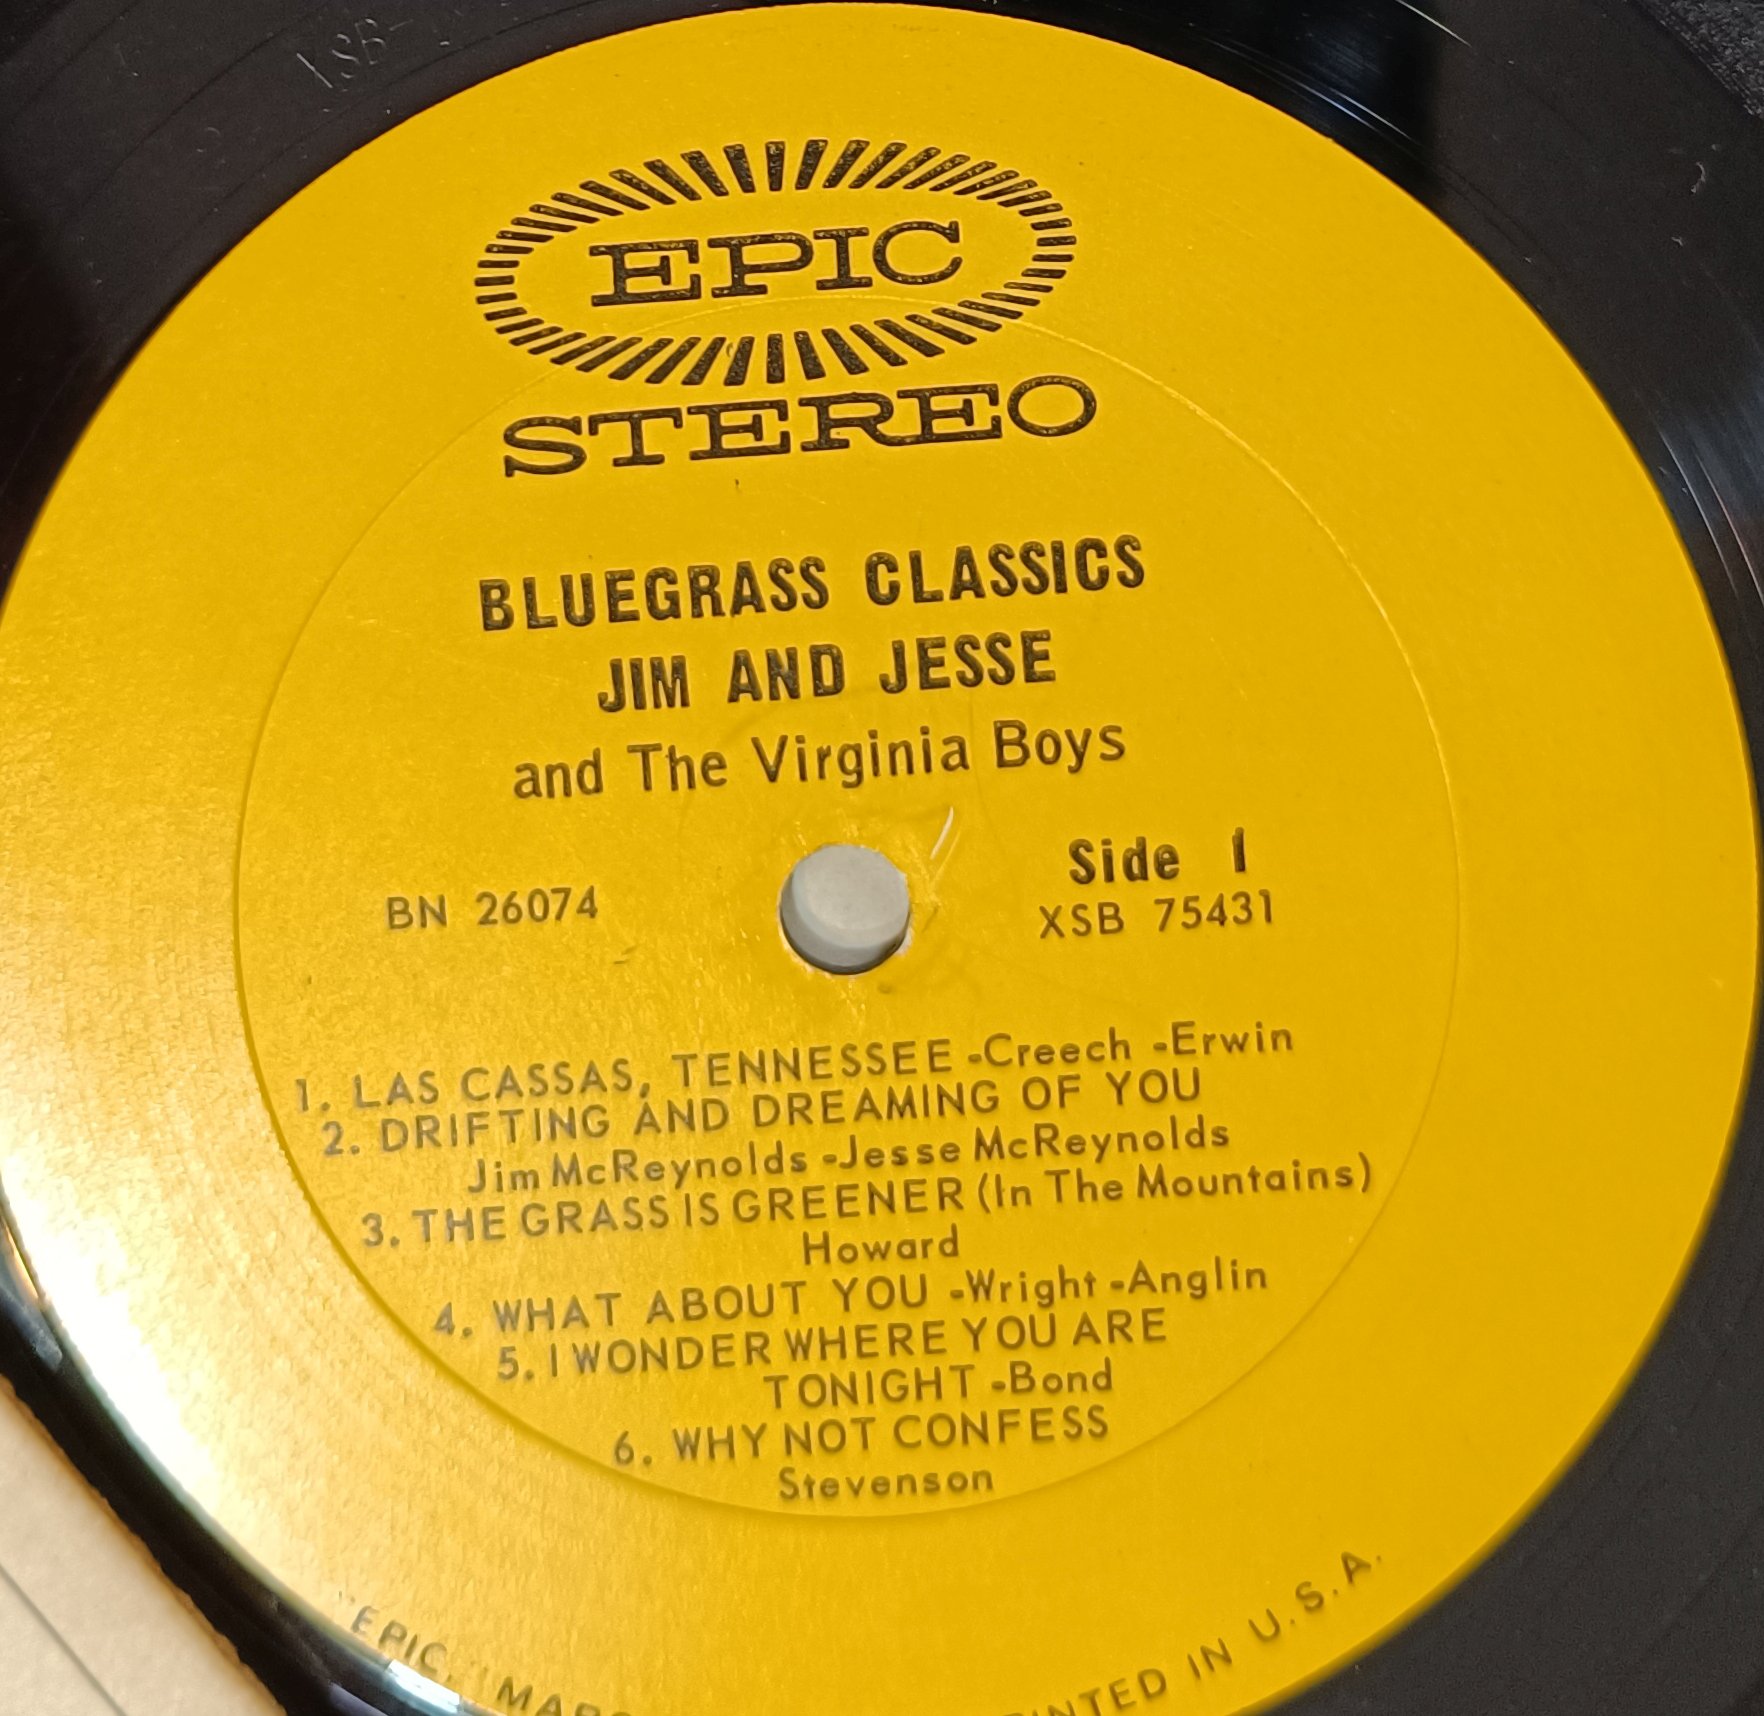 EPIC
STEREO
BLUEGRASS CLASSICS
JIM AND JESSE
and The Virginia Boys
Side 1
BN 26074
XSB 75431
1. LAS CASSAS, TENNESSEE -Creech -Erwin
2. DRIFTING AND DREAMING OF YOU
Jim McReynolds -Jesse McReynolds
3. THE GRASS IS GREENER (In The Mountains)
Howard
4. WHAT ABOUT YOU -Wright -Anglin
5. I WONDER WHERE YOU ARE
TONIGHT -Bond
6. WHY NOT CONFESS
Stevenson
"EPIC," IN U.S.A.